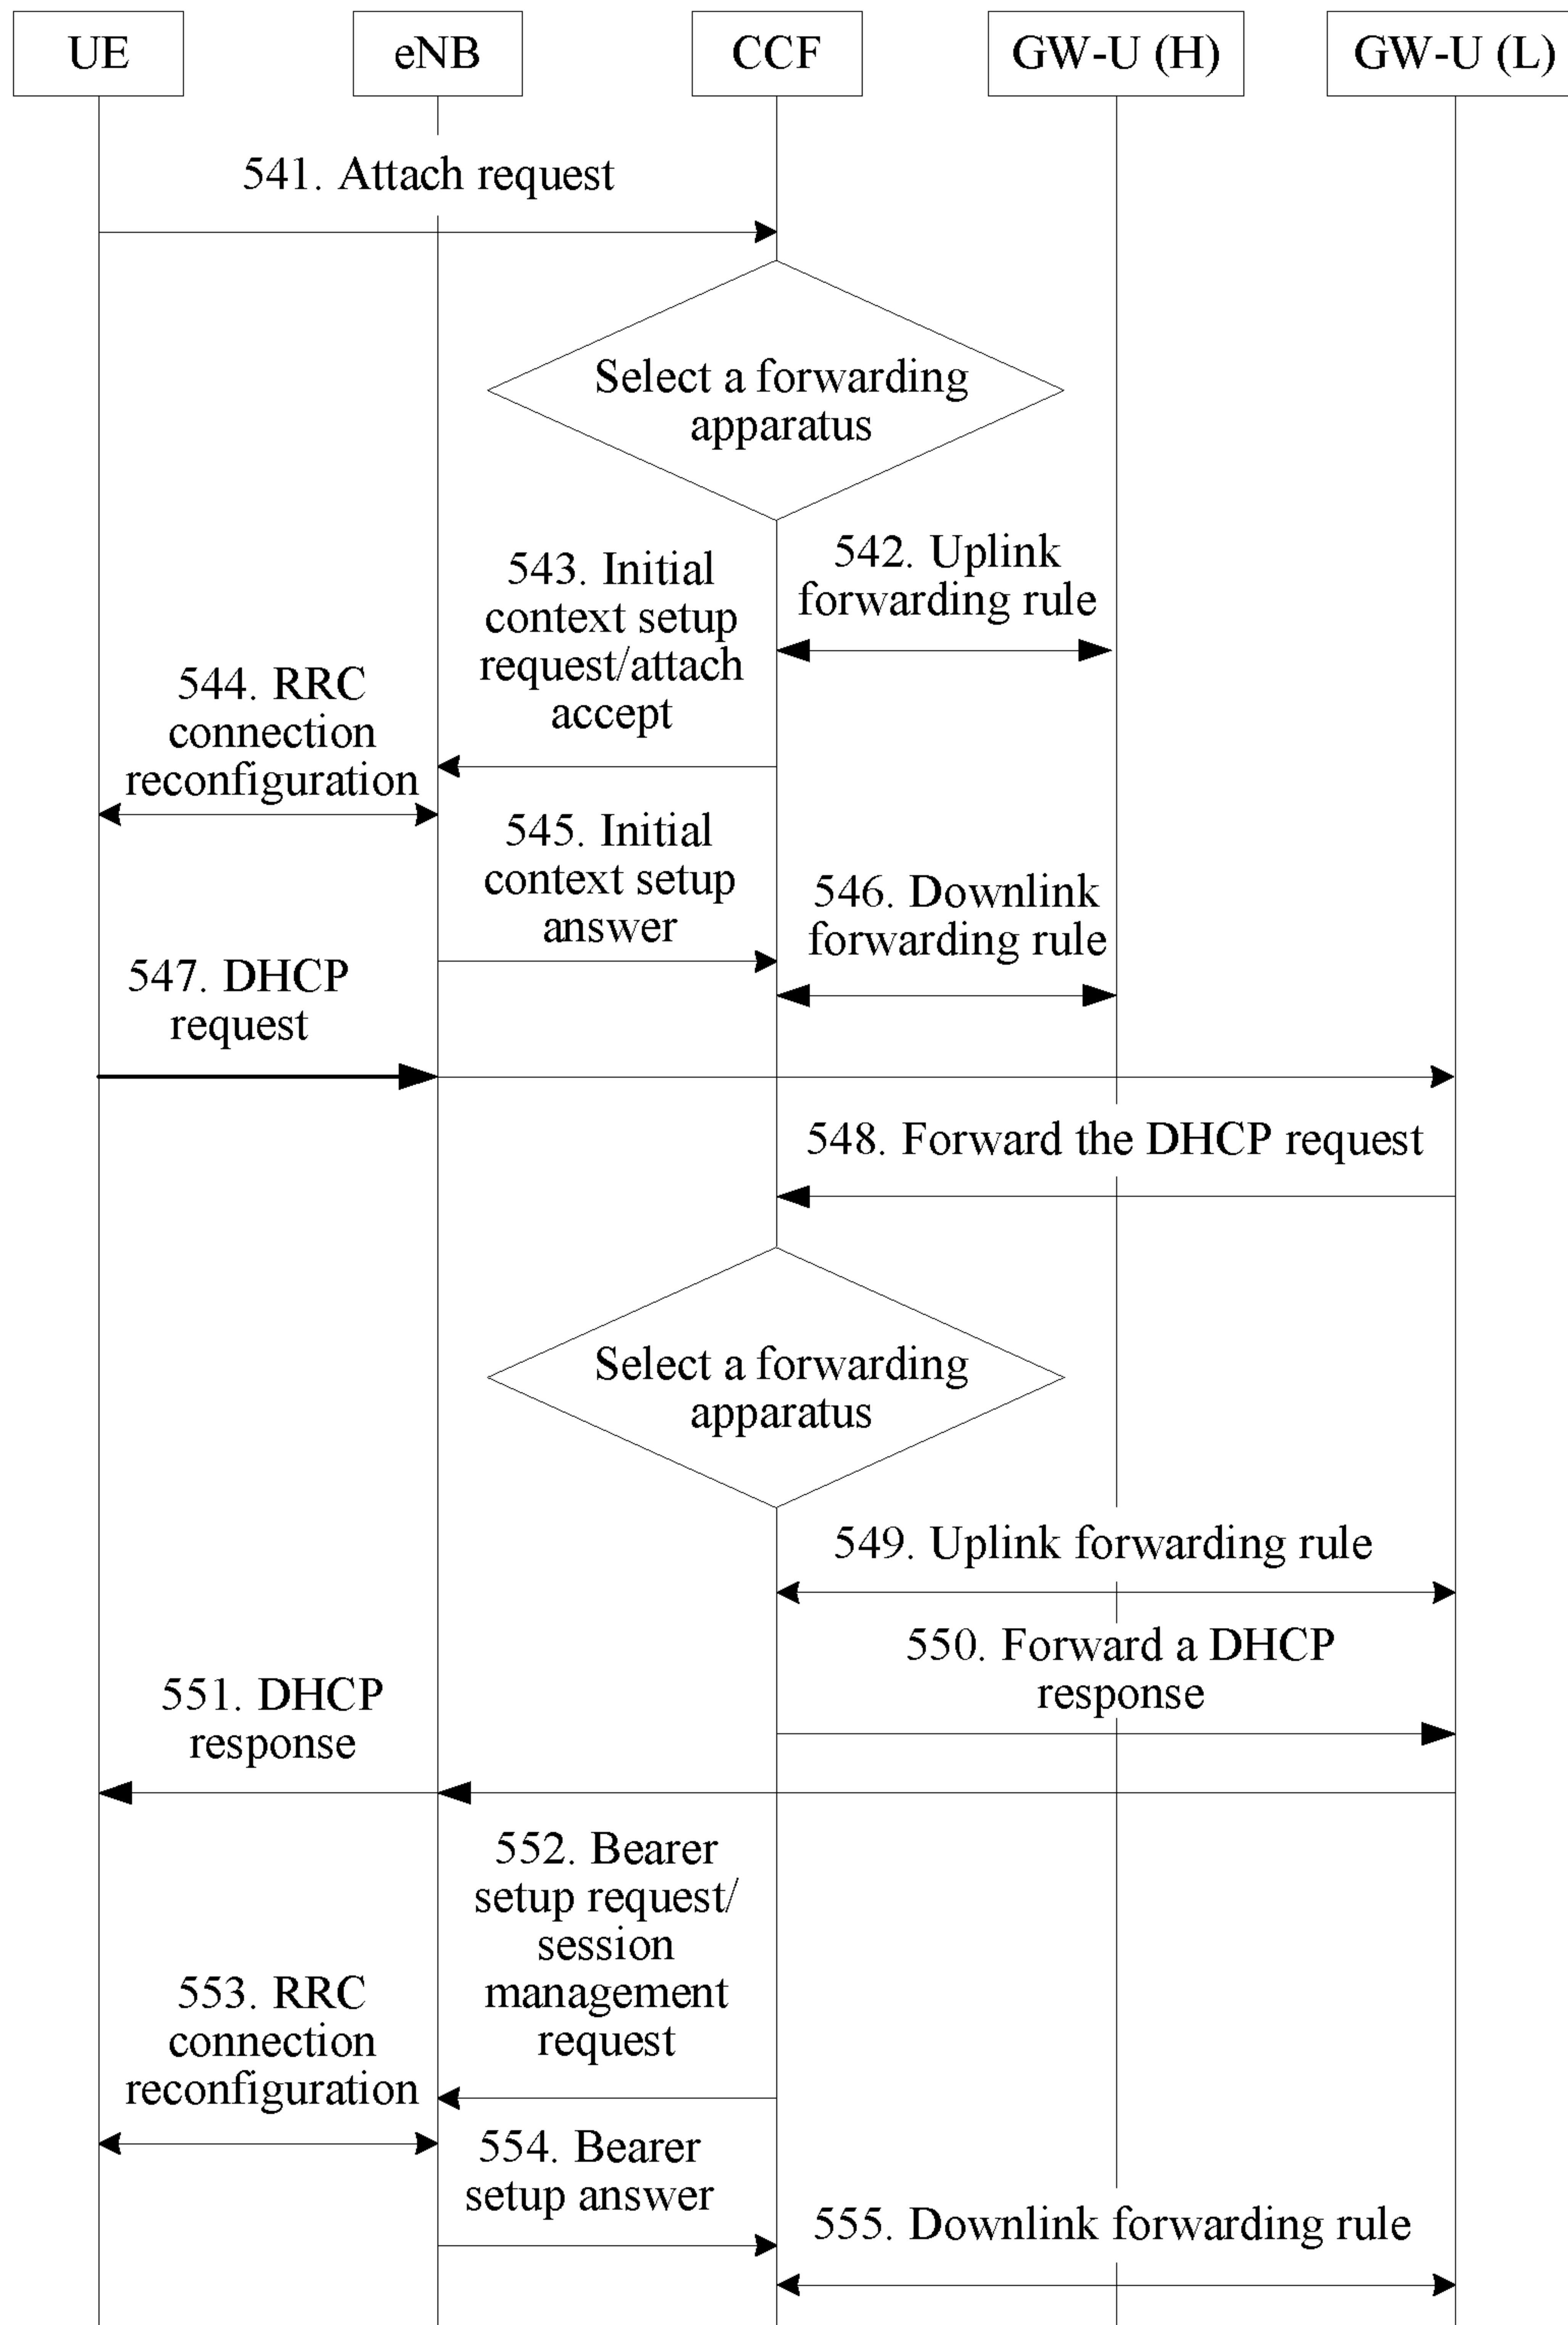 UE
eNB
CCF
GW-U (H)
GW-U (L)
541. Attach request
Select a forwarding
apparatus
542. Uplink
forwarding rule
543. Initial
context setup
request/attach
accept
544. RRC
connection
reconfiguration
545. Initial
context setup
answer
546. Downlink
forwarding rule
547. DHCP
request
548. Forward the DHCP request
Select a forwarding
apparatus
549. Uplink forwarding rule
550. Forward a DHCP
response
551. DHCP
response
552. Bearer
setup request/
session
management
request
553. RRC
connection
reconfiguration
554. Bearer
setup answer
555. Downlink forwarding rule